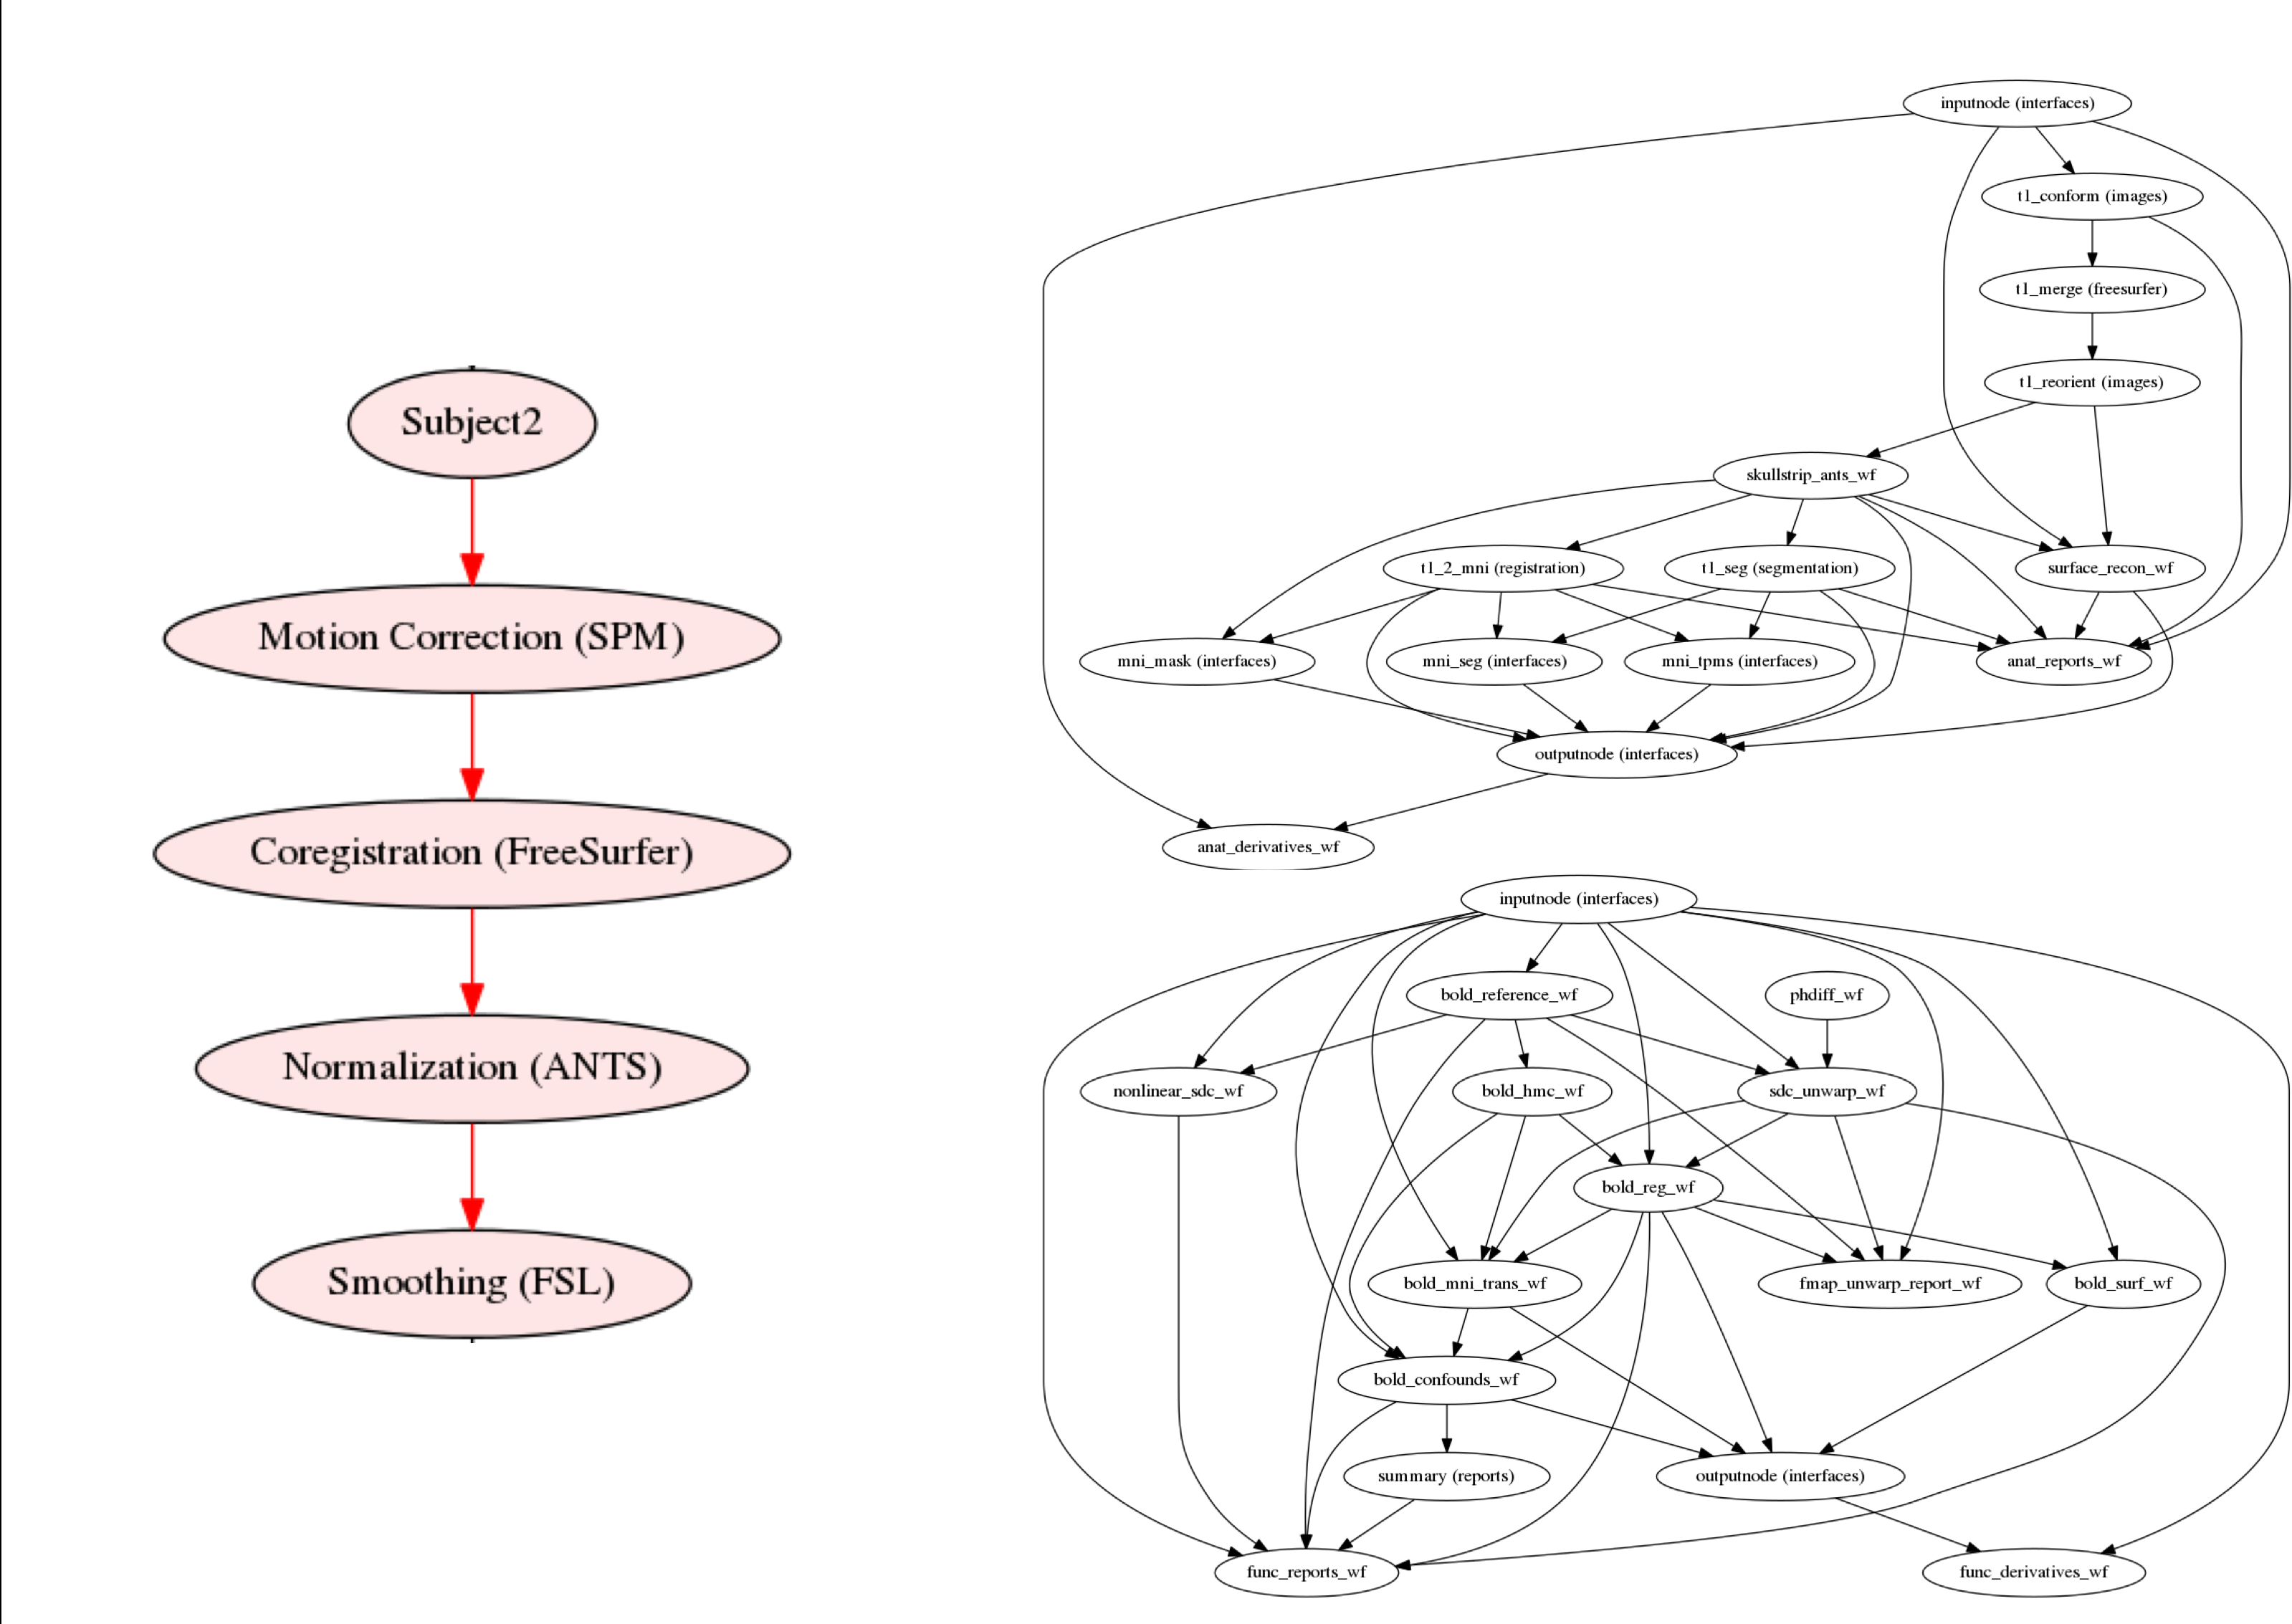 Subject2
Motion Correction (SPM)
Coregistration (FreeSurfer)
Normalization (ANTS)
Smoothing (FSL)
inputnode (interfaces)
t1_conform (images)
t1_merge (freesurfer)
t1_reorient (images)
skullstrip_ants_wf
t1_2_mni (registration)
t1_seg (segmentation)
surface_recon_wf
mni_mask (interfaces)
mni_seg (interfaces)
mni_tpms (interfaces)
anat_reports_wf
outputnode (interfaces)
anat_derivatives_wf
inputnode (interfaces)
bold_reference_wf
phdiff_wf
nonlinear_sdc_wf
bold_hmc_wf
sdc_unwarp_wf
bold_reg_wf
bold_mni_trans_wf
fmap_unwarp_report_wf
bold_surf_wf
bold_confounds_wf
summary (reports)
outputnode (interfaces)
func_reports_wf
func_derivatives_wf